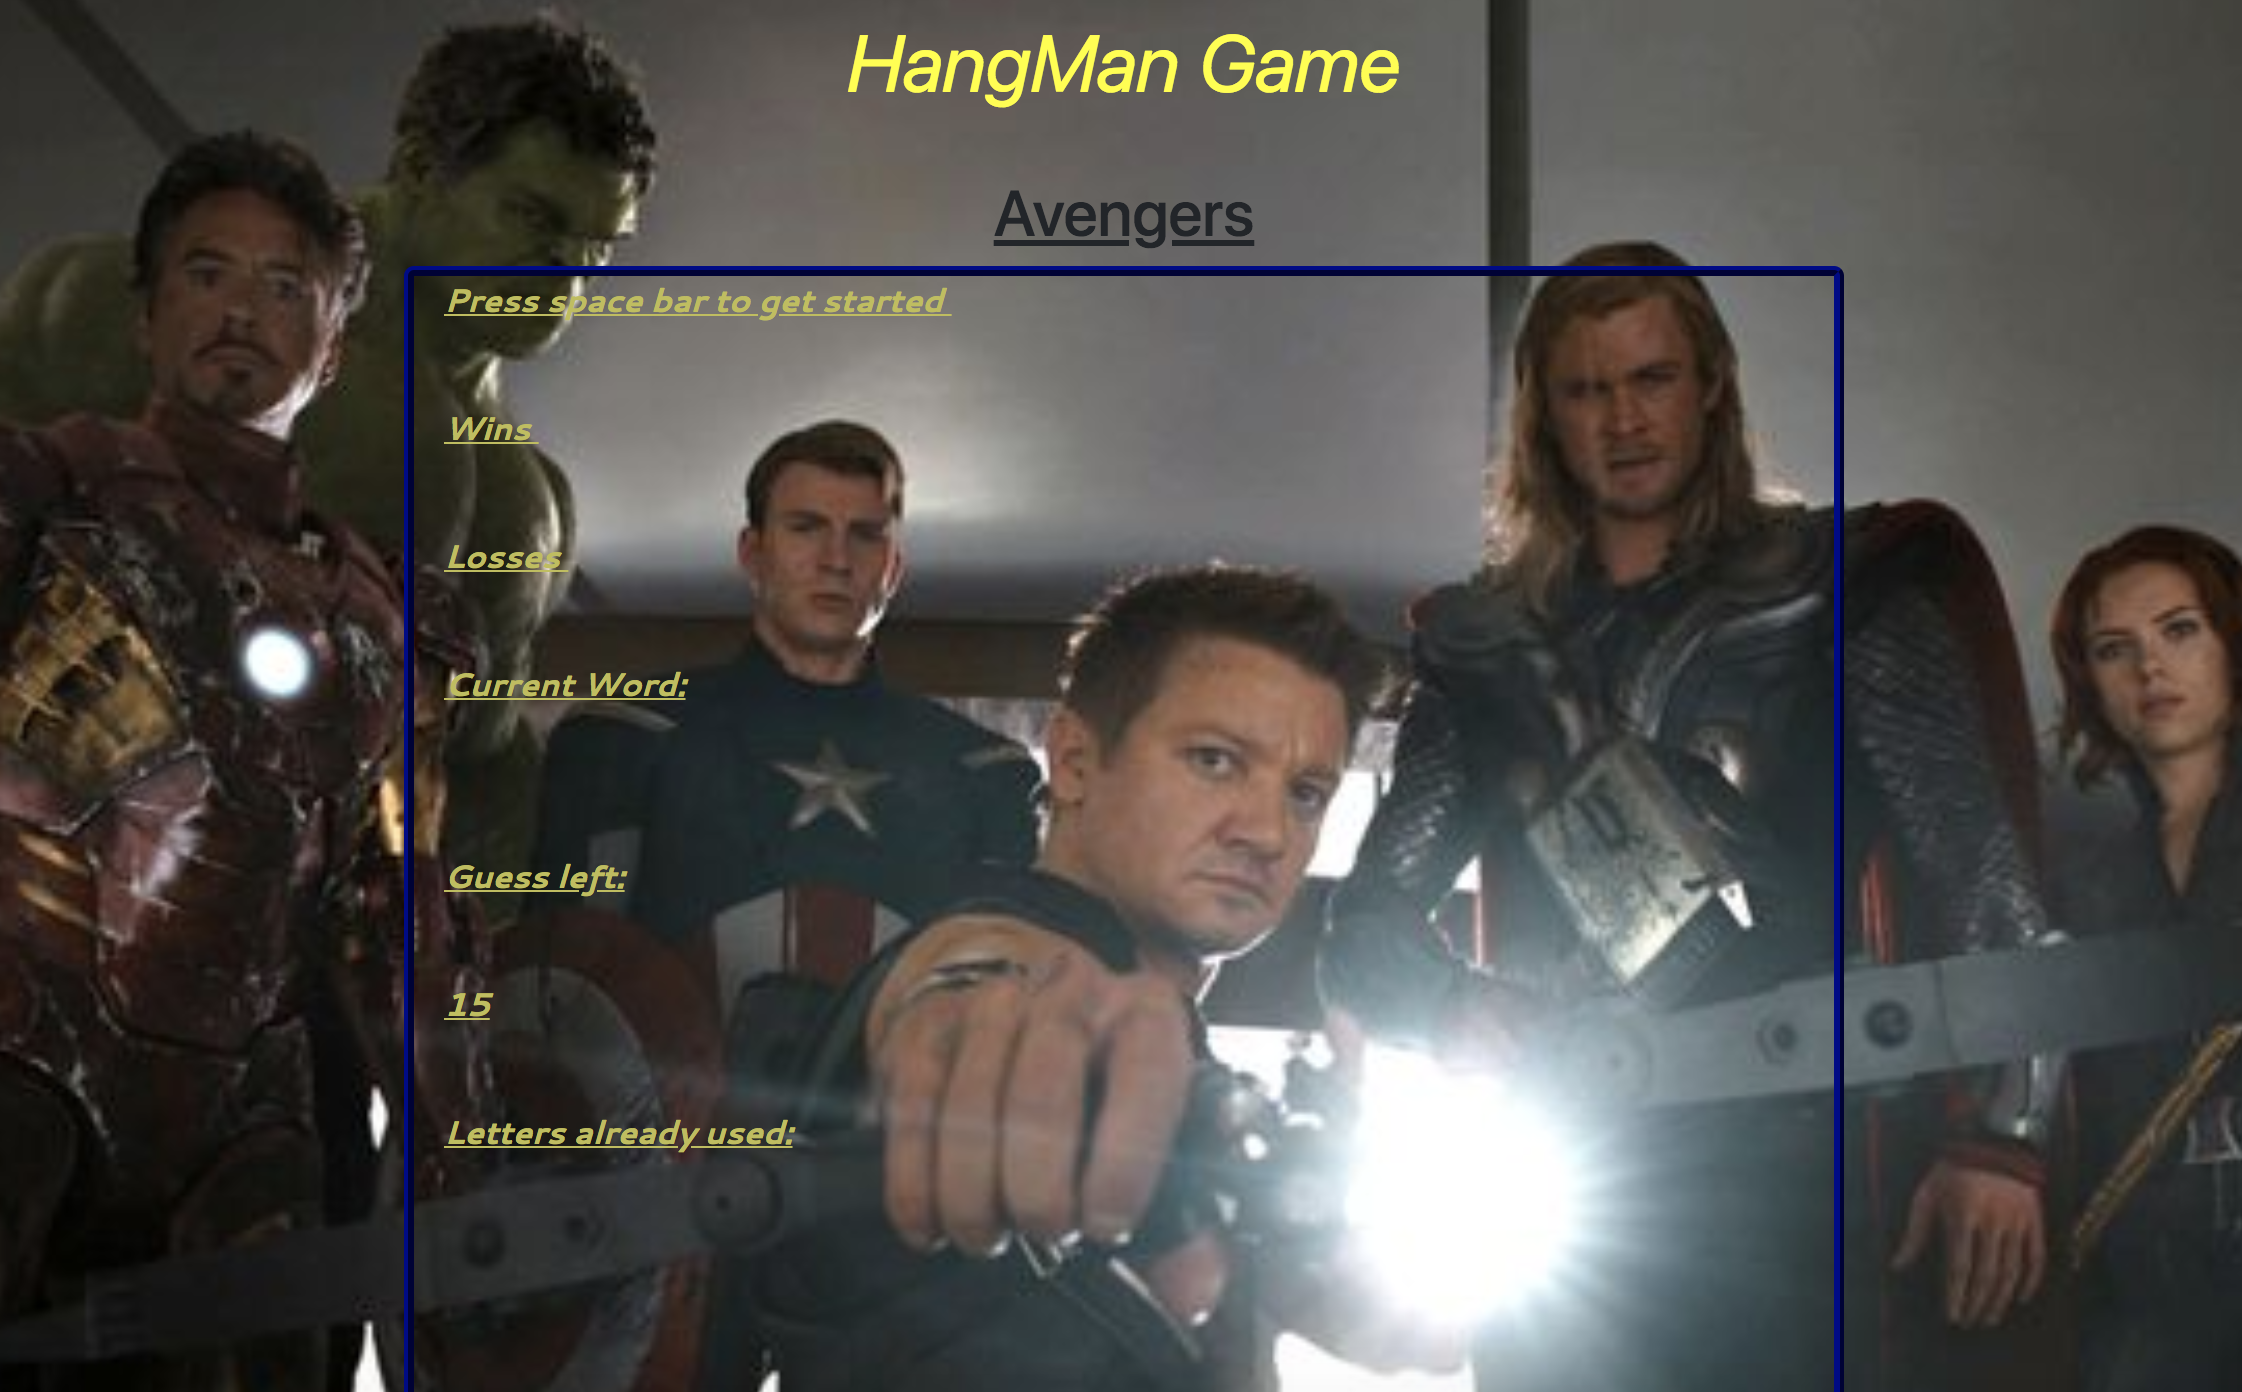 HangMan Game
Avengers
Press space bar to get started
Wins
Losses
Current Word:
Guess left:
15
Letters already used: